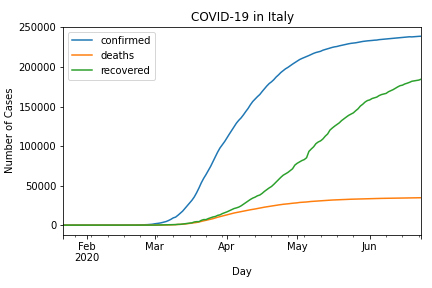 COVID-19 in Italy
confirmed
deaths
recovered
Number of Cases
250000
200000
150000
100000
50000
0
Feb
2020
Mar
Apr
May
Jun
Day